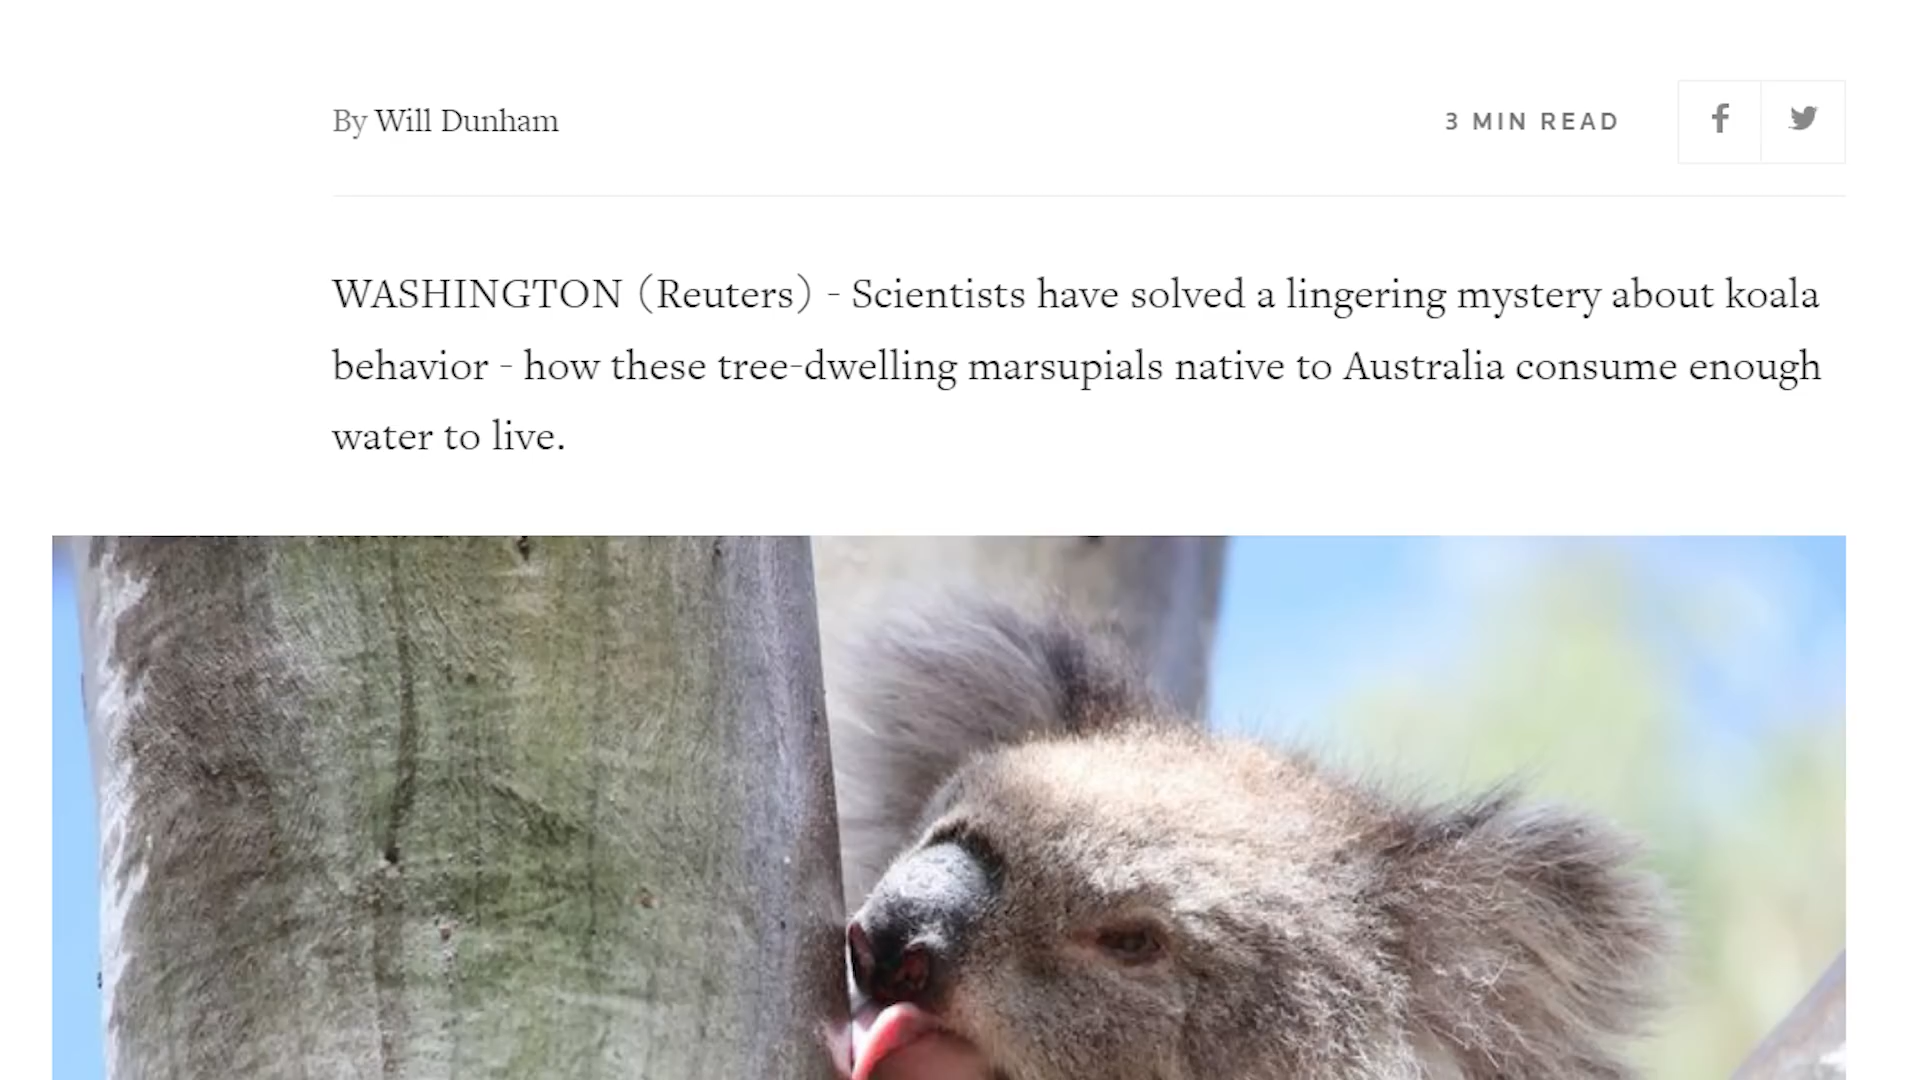 By Will Dunham
3 MIN READ
WASHINGTON (Reuters) - Scientists have solved a lingering mystery about koala
behavior - how these tree-dwelling marsupials native to Australia consume enough
water to live.